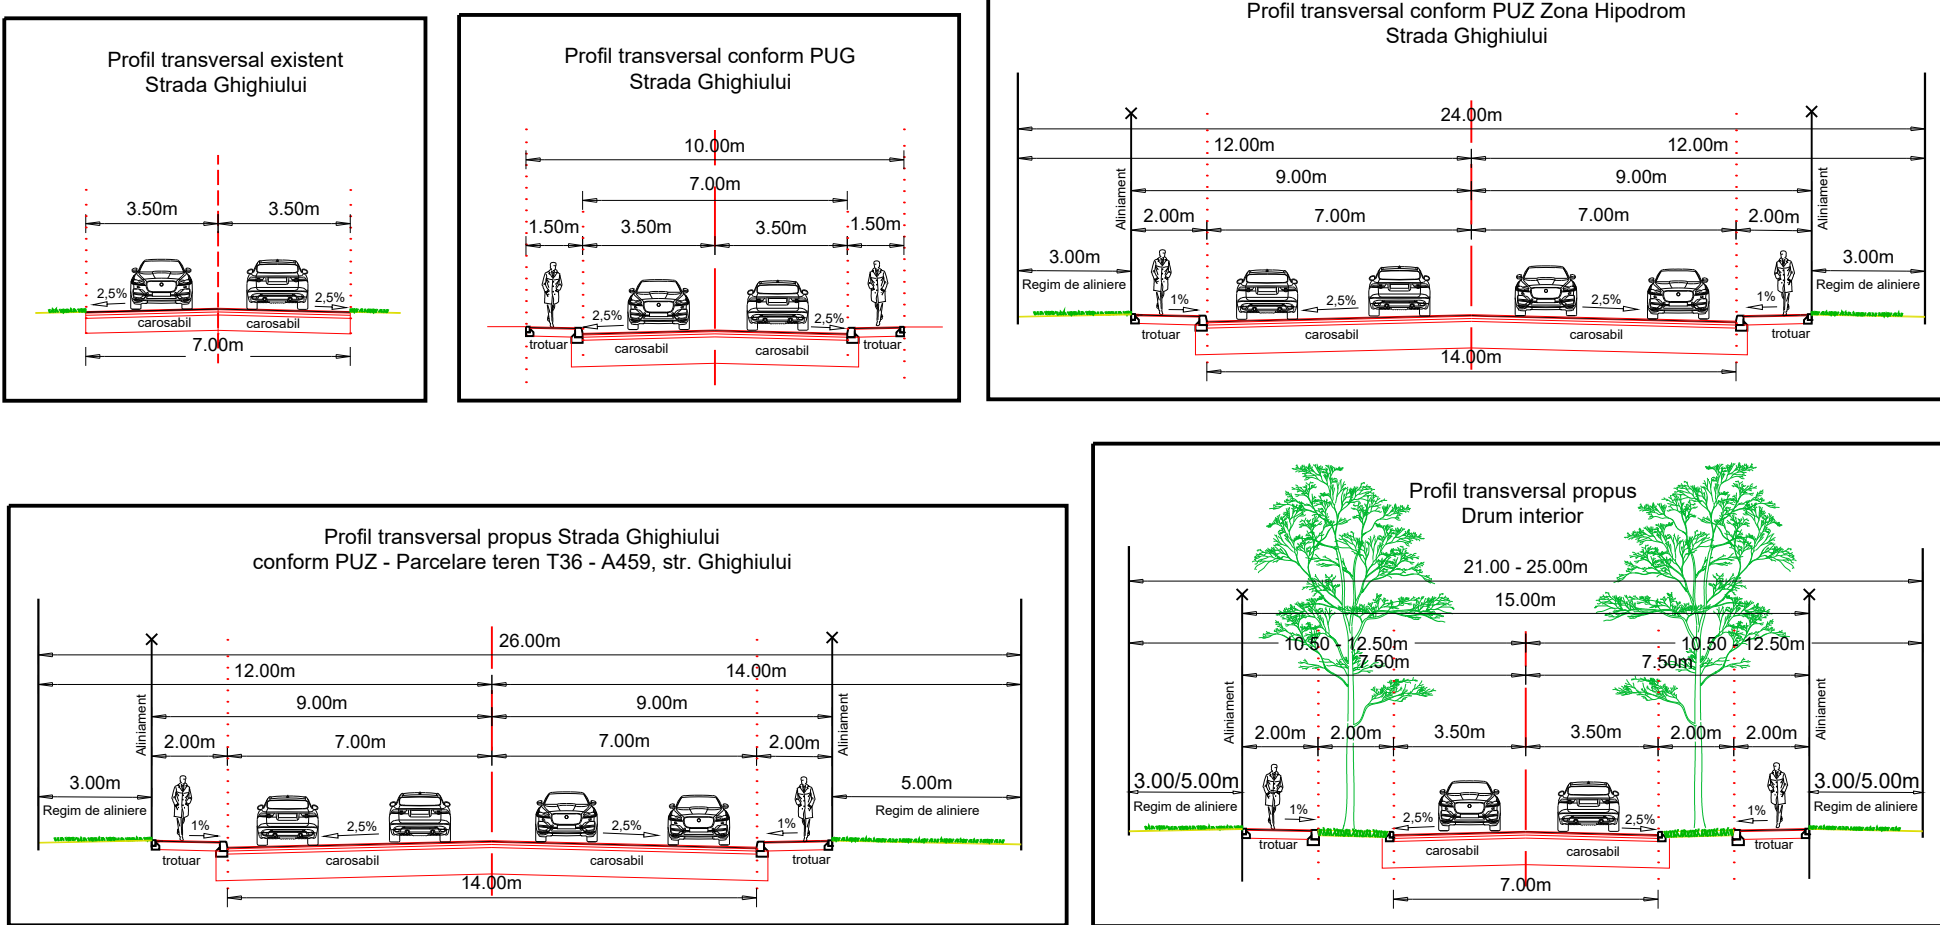 Profil transversal existent
Strada Ghighiului
3.50m
3.50m
2,5%
2,5%
carosabil
carosabil
7.00m
Profil transversal conform PUG
Strada Ghighiului
10.00m
7.00m
1.50m
3.50m
3.50m
1.50m
2,5%
2,5%
trotuar
carosabil
carosabil
trotuar
Profil transversal conform PUZ Zona Hipodrom
Strada Ghighiului
24.00m
12.00m
12.00m
9.00m
9.00m
Aliniament
Aliniament
2.00m
7.00m
7.00m
2.00m
3.00m
3.00m
Regim de aliniere
Regim de aliniere
1%
2,5%
2,5%
1%
trotuar
carosabil
carosabil
trotuar
14.00m
Profil transversal propus Strada Ghighiului
conform PUZ - Parcelare teren T36 - A459, str. Ghighiului
26.00m
12.00m
14.00m
9.00m
9.00m
Aliniament
Aliniament
2.00m
7.00m
7.00m
2.00m
3.00m
5.00m
Regim de aliniere
Regim de aliniere
1%
2,5%
2,5%
1%
trotuar
carosabil
carosabil
trotuar
14.00m
Profil transversal propus
Drum interior
21.00 - 25.00m
15.00m
10.50 - 12.50m
10.50 - 12.50m
7.50m
7.50m
Aliniament
Aliniament
2.00m
2.00m
3.50m
3.50m
2.00m
2.00m
3.00/5.00m
3.00/5.00m
Regim de aliniere
Regim de aliniere
1%
2,5%
2,5%
1%
trotuar
carosabil
carosabil
trotuar
7.00m